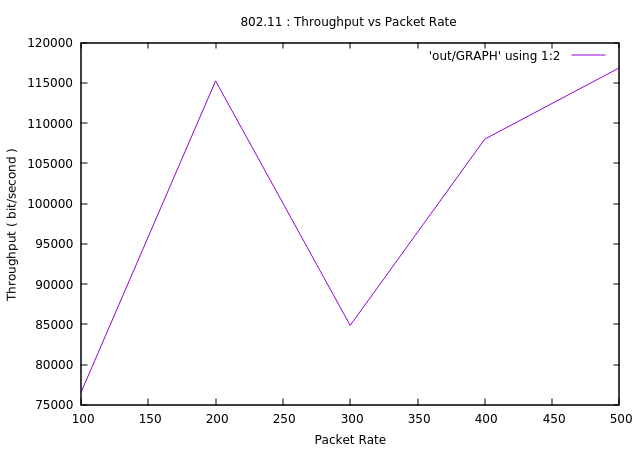 802.11 : Throughput vs Packet Rate
'out/GRAPH' using 1:2
Throughput ( bit/second )
120000
115000
110000
105000
100000
95000
90000
85000
80000
75000
100 150 200 250 300 350 400 450 500
Packet Rate